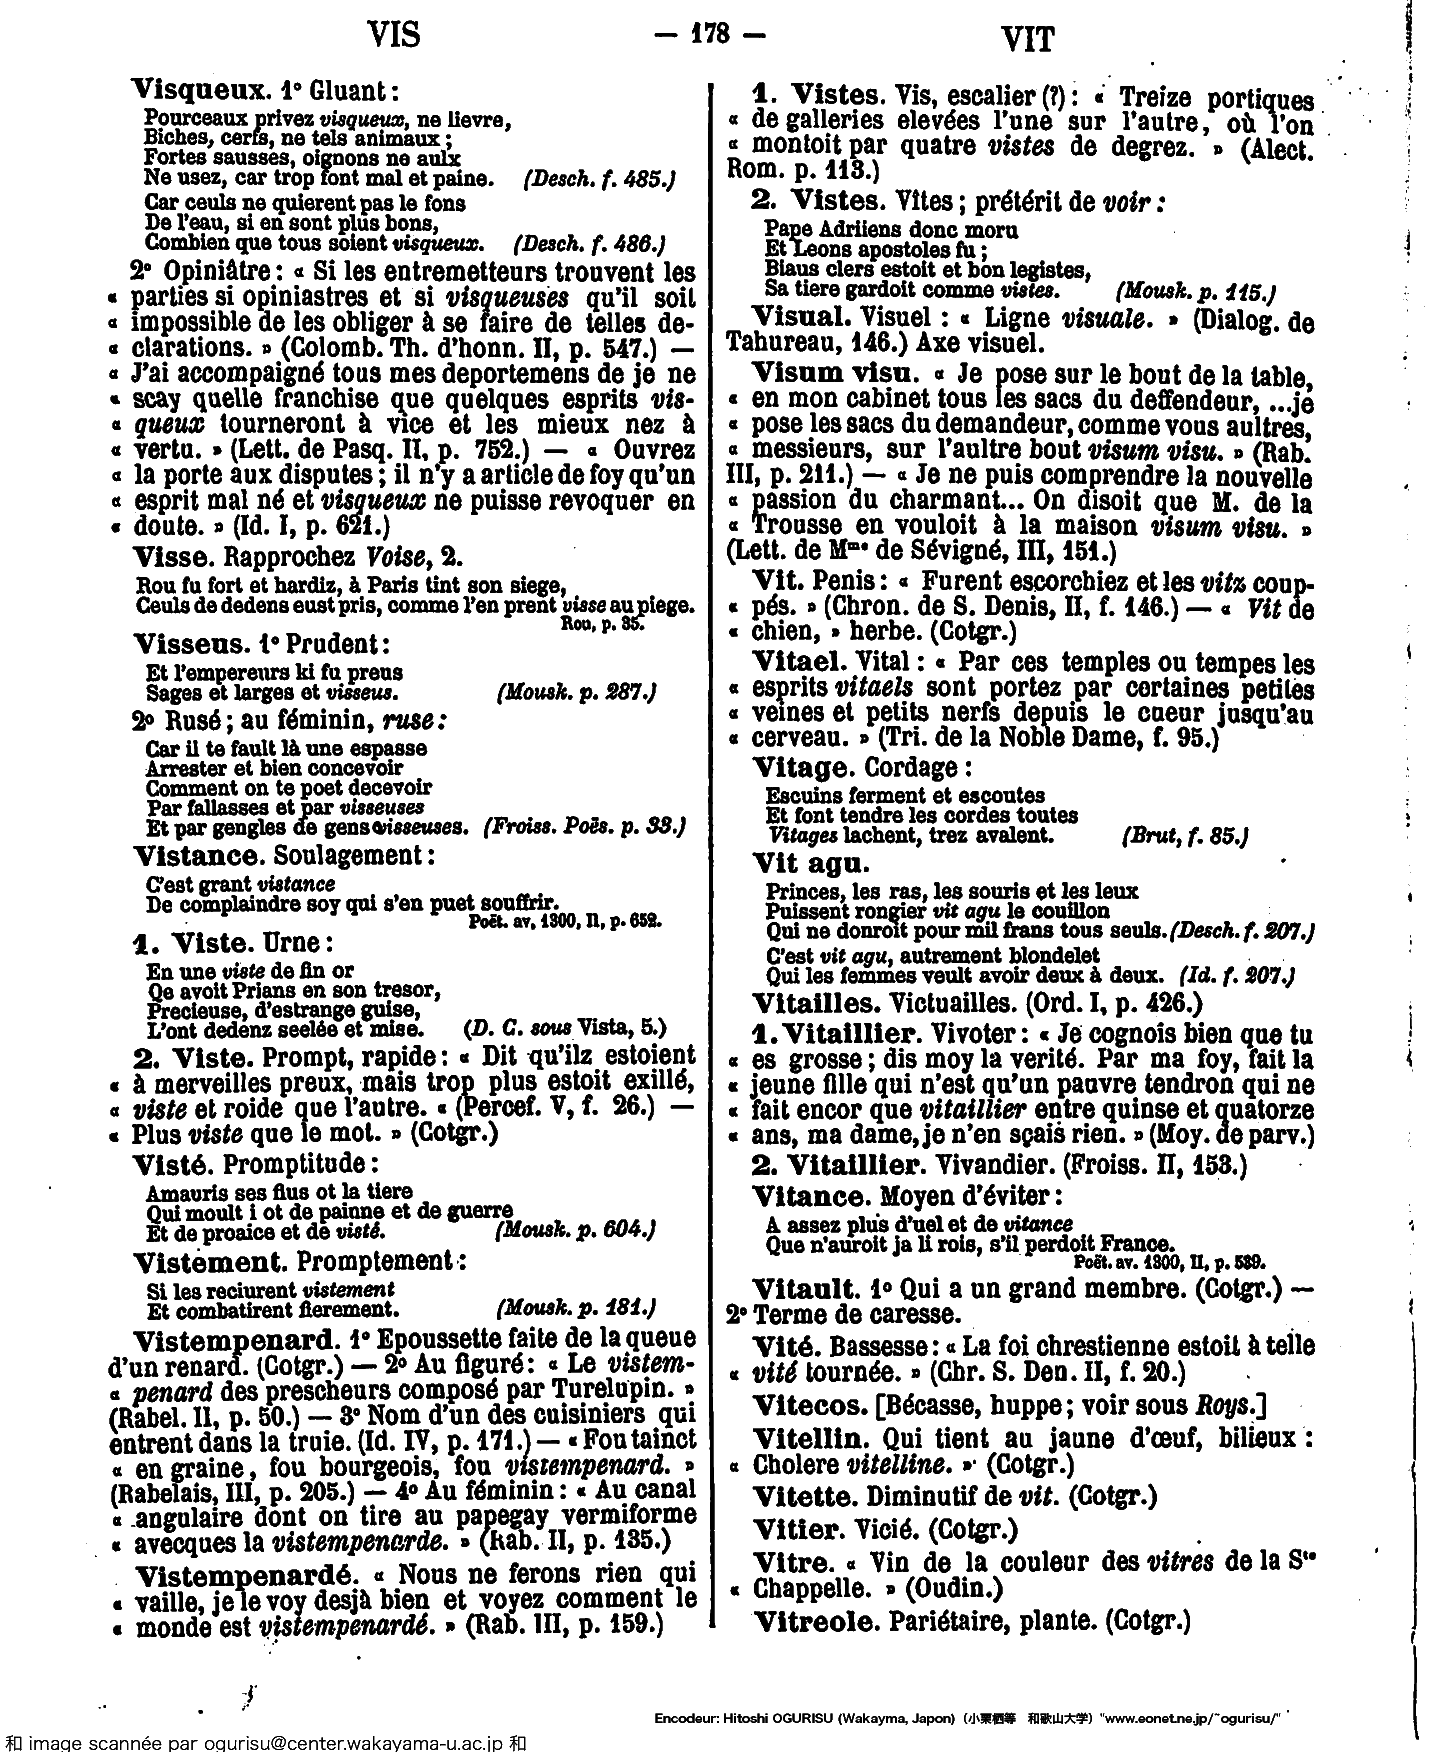 VIS
— 178 —
VIT
Visqueux. 1º Gluant :
Pourceaux privez visqueux, ne lievre,
Biches, cerfs, ne tels animaux ;
Fortes sausses, oignons ne aulx
Ne usez, car trop font mal et paine. (Desch. f. 485.)
Car ceuls ne quierent pas le fons
De l'eau, si en sont plus bons,
Combien que tous soient visqueux. (Desch. f. 486.)
2º Opiniâtre : « Si les entremetteurs trouvent les
« parties si opiniastres et si visqueuses qu'il soit
« impossible de les obliger à se faire de telles de-
« clarations. » (Colomb. Th. d'honn. II, p. 547.) —
« J'ai accompagné tous mes deportemens de je ne
« scay quelle franchise que quelques esprits vis-
« queux tourneront à vice et les mieux nez à
« vertu. » (Lett. de Pasq. II, p. 752.) — « Ouvrez
« la porte aux disputes ; il n'y a article de foy qu'un
« esprit mal né et visqueux ne puisse revoquer en
« doute. » (Id. I, p. 621.)
Visse. Rapprochez Voise, 2.
Rou fu fort et hardiz, à Paris tint son siege,
Ceuls de dedens eust pris, comme l'en prent visse au piege.
Rou, p. 35.
Vissens. 1º Prudent :
Et l'empereurs ki fu preus
Sages et larges et visseus. (Mousk. p. 287.)
2º Rusé ; au féminin, ruse :
Car il te fault là une espasse
Arrester et bien concevoir
Comment on te poet decevoir
Par fallasses et par visseuses
Et par gengles de gens visseuses. (Froiss. Poës. p. 33.)
Vistance. Soulagement :
C'est grant vistance
De complaindre soy qui s'en puet souffrir.
Poët. av, 1300, II, p. 652.
1. Viste. Urne :
En une viste de fin or
Qe avoit Prians en son tresor,
Precieuse, d'estrange guise,
L'ont dedenz seelée et mise. (D. C. sous Vista, 5.)
2. Viste. Prompt, rapide : « Dit qu'ilz estoient
« à merveilles preux, mais trop plus estoit exillé,
« viste et roide que l'autre. « (Percef. V, f. 26.) —
« Plus viste que le mot. » (Cotgr.)
Visté. Promptitude :
Amauris ses fius ot la tiere
Qui moult i ot de painne et de guerre
Et de proaice et de visté. (Mousk. p. 604.)
Vistement. Promptement :
Si les reciurent vistement
Et combatirent fierement. (Mousk. p. 181.)
Vistempenard. 1º Epoussette faite de la queue
d'un renard. (Cotgr.) — 2º Au figuré : « Le vistem-
« penard des prescheurs composé par Turelupin. »
(Rabel. II, p. 50.) — 3º Nom d'un des cuisiniers qui
entrent dans la truie. (Id. IV, p. 171.) — « Fou tainct
« en graine, fou bourgeois, fou vistempenard. »
(Rabelais, III, p. 205.) — 4º Au féminin : « Au canal
« angulaire dont on tire au papegay vermiforme
« avecques la vistempenarde. » (Rab. II, p. 135.)
Vistempenardé. « Nous ne ferons rien qui
« vaille, je le voy desjà bien et voyez comment le
« monde est vistempenardé. » (Rab. III, p. 159.)
1. Vistes. Vis, escalier (?) : « Treize portiques
« de galleries elevées l'une sur l'autre, où l'on
« montoit par quatre vistes de degrez. » (Alect.
Rom. p. 113.)
2. Vistes. Vîtes ; prétérit de voir :
Pape Adriiens donc moru
Et Leons apostoles fu ;
Biaus clers estoit et bon legistes,
Sa tiere gardoit comme vistes. (Mousk. p. 115.)
Visual. Visuel : « Ligne visuale. » (Dialog. de
Tahureau, 146.) Axe visuel.
Visum visu. « Je pose sur le bout de la table,
« en mon cabinet tous les sacs du deffendeur, ...je
« pose les sacs du demandeur, comme vous aultres,
« messieurs, sur l'aultre bout visum visu. » (Rab.
III, p. 211.) — « Je ne puis comprendre la nouvelle
« passion du charmant... On disoit que M. de la
« Trousse en vouloit à la maison visum visu. »
(Lett. de Mme de Sévigné, III, 151.)
Vit. Penis : « Furent escorchiez et les vitz coup-
« pés. » (Chron. de S. Denis, II, f. 146.) — « Vit de
« chien, » herbe. (Cotgr.)
Vitael. Vital : « Par ces temples ou tempes les
« esprits vitaels sont portez par certaines petites
« veines et petits nerfs depuis le cueur jusqu'au
« cerveau. » (Tri. de la Noble Dame, f. 95.)
Vitage. Cordage :
Escuins ferment et escoutes
Et font tendre les cordes toutes
Vitages lachent, trez avalent. (Brut, f. 85.)
Vit agu.
Princes, les ras, les souris et les leux
Puissent rongier vit agu le couillon
Qui ne donroit pour mil frans tous seuls. (Desch. f. 207.)
C'est vit agu, autrement blondelet
Qui les femmes veult avoir deux à deux. (Id. f. 207.)
Vitailles. Victuailles. (Ord. I, p. 426.)
1. Vitaillier. Vivoter : « Je cognois bien que tu
« es grosse ; dis moy la verité. Par ma foy, fait la
« jeune fille qui n'est qu'un pauvre tendron qui ne
« fait encor que vitaillier entre quinse et quatorze
« ans, ma dame, je n'en sçais rien. » (Moy. de parv.)
2. Vitaillier. Vivandier. (Froiss. II, 153.)
Vitance. Moyen d'éviter :
A assez plus d'uel et de vitance
Que n'auroit ja li rois, s'il perdoit France.
Poët. av. 1300, II, p. 589.
Vitault. 1º Qui a un grand membre. (Cotgr.) —
2º Terme de caresse.
Vité. Bassesse : « La foi chrestienne estoit à telle
« vité tournée. » (Chr. S. Den. II, f. 20.)
Vitecos. [Bécasse, huppe ; voir sous Roys.]
Vitellin. Qui tient au jaune d'œuf, bilieux :
« Cholere vitelline. » (Cotgr.)
Vitette. Diminutif de vit. (Cotgr.)
Vitier. Vicié. (Cotgr.)
Vitre. « Vin de la couleur des vitres de la Ste
« Chappelle. » (Oudin.)
Vitreole. Pariétaire, plante. (Cotgr.)
Encodeur: Hitoshi OGURISU (Wakayma, Japon) (小栗栖等 和歌山大学) "www.eonet.ne.jp/~ogurisu/"
和 image scannée par ogurisu@center.wakayama-u.ac.jp 和